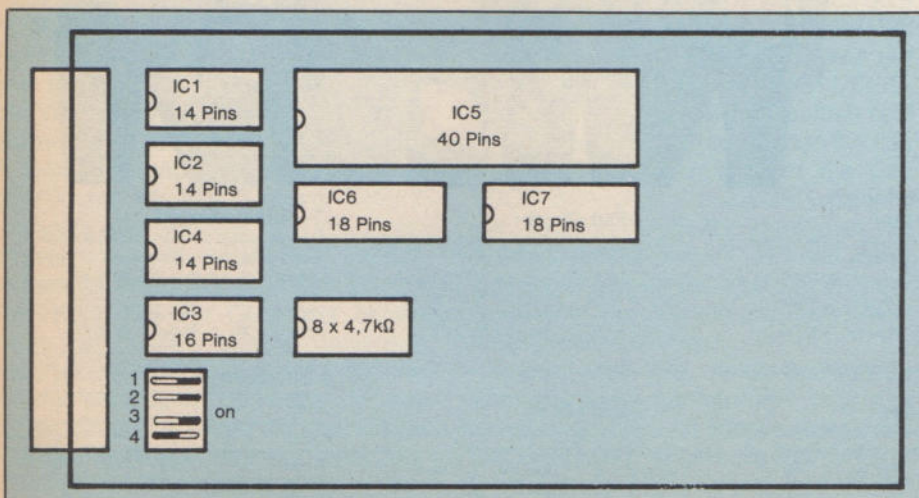 IC1
14 Pins
IC5
40 Pins
IC2
14 Pins
IC6
18 Pins
IC7
18 Pins
IC4
14 Pins
IC3
16 Pins
8 x 4,7kΩ
1
2
3
4
on